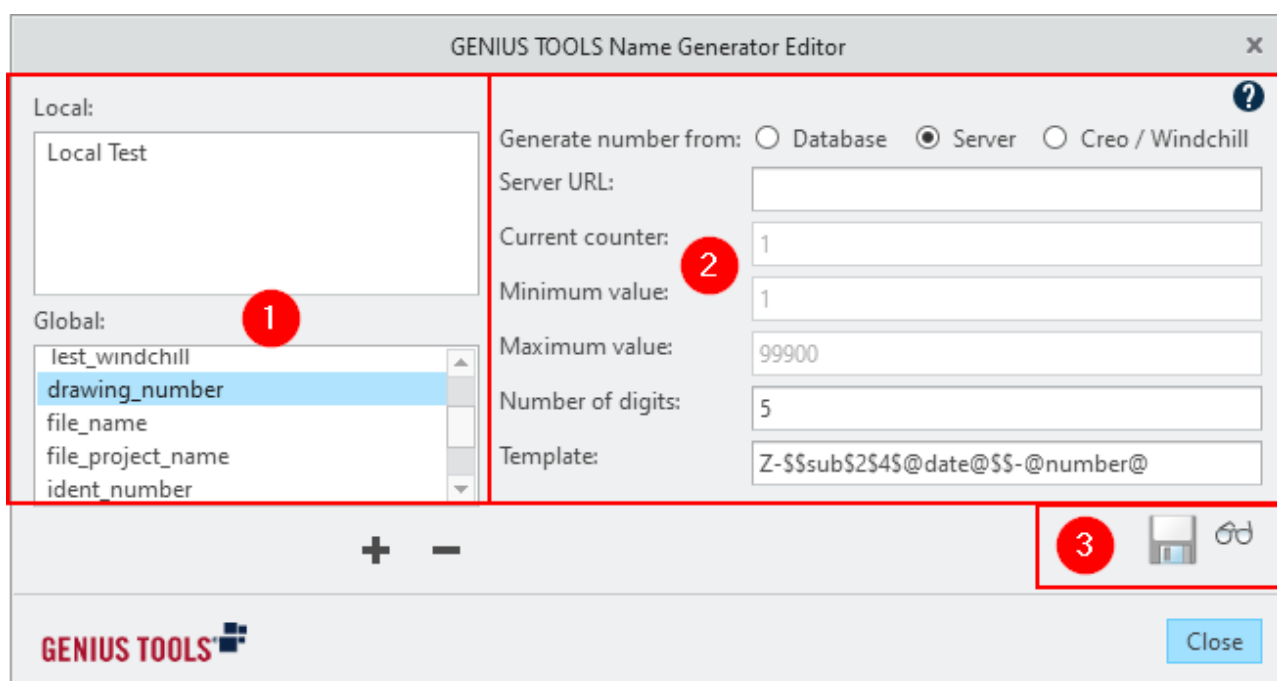 GENIUS TOOLS Name Generator Editor
Local:
Local Test
1
Global:
Test_windchill
drawing_number
file_name
file_project_name
ident_number
?
Generate number from: Database Server Creo / Windchill
Server URL:
Current counter: 1
2
Minimum value: 1
Maximum value: 99900
Number of digits: 5
Template: Z-$$sub$2$4$@date@$$-@number@
3
GENIUS TOOLS
Close